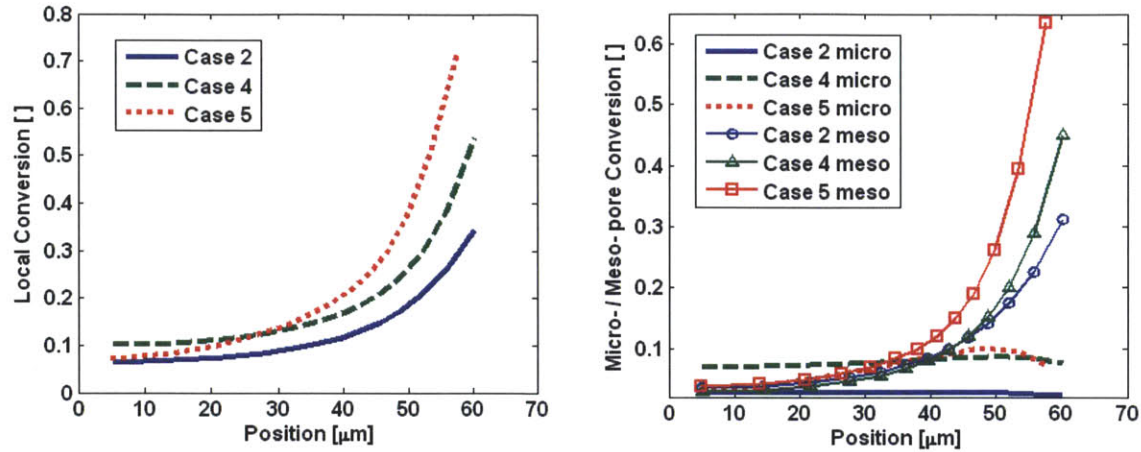 0.8
0.7
0.6
0.5
0.4
0.3
0.2
0.1
0
Local Conversion [ ]
Case 2
Case 4
Case 5
0 10 20 30 40 50 60 70
Position [μm]
0.6
0.5
0.4
0.3
0.2
0.1
Micro- / Meso- pore Conversion [ ]
Case 2 micro
Case 4 micro
Case 5 micro
Case 2 meso
Case 4 meso
Case 5 meso
0 10 20 30 40 50 60 70
Position [μm]